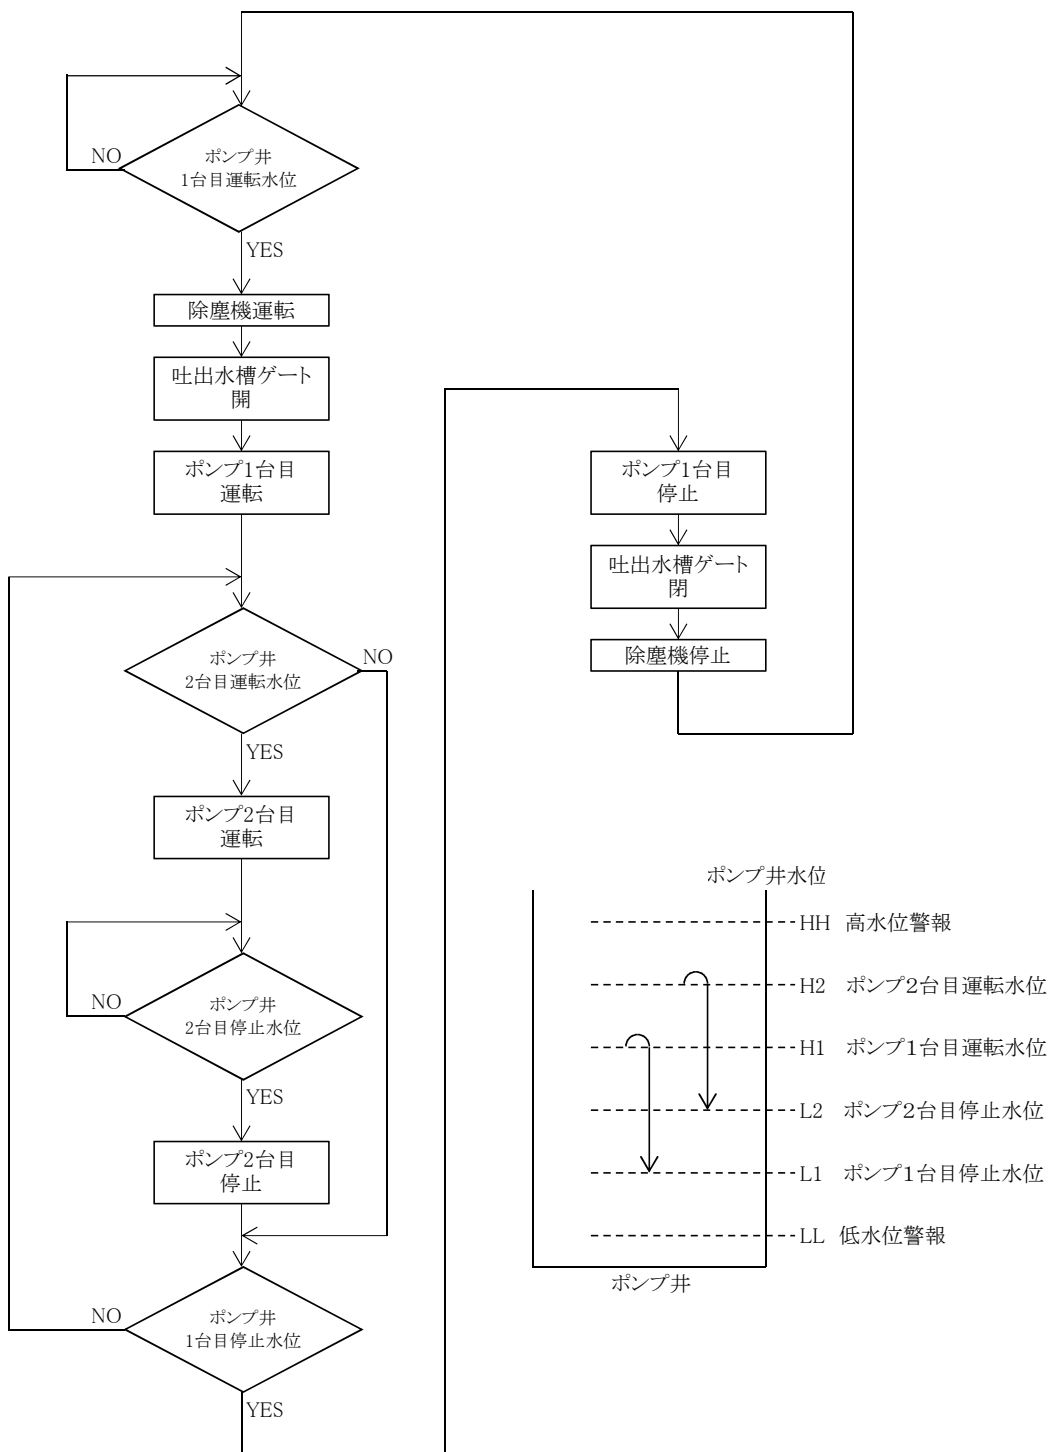 ポンプ井
1台目運転水位
NO
YES
除塵機運転
吐出水槽ゲート
開
ポンプ1台目
運転
ポンプ井
2台目運転水位
NO
YES
ポンプ2台目
運転
ポンプ井
2台目停止水位
NO
YES
ポンプ2台目
停止
ポンプ井
1台目停止水位
NO
YES
ポンプ1台目
停止
吐出水槽ゲート
閉
除塵機停止
ポンプ井水位
HH 高水位警報
H2 ポンプ2台目運転水位
H1 ポンプ1台目運転水位
L2 ポンプ2台目停止水位
L1 ポンプ1台目停止水位
LL 低水位警報
ポンプ井